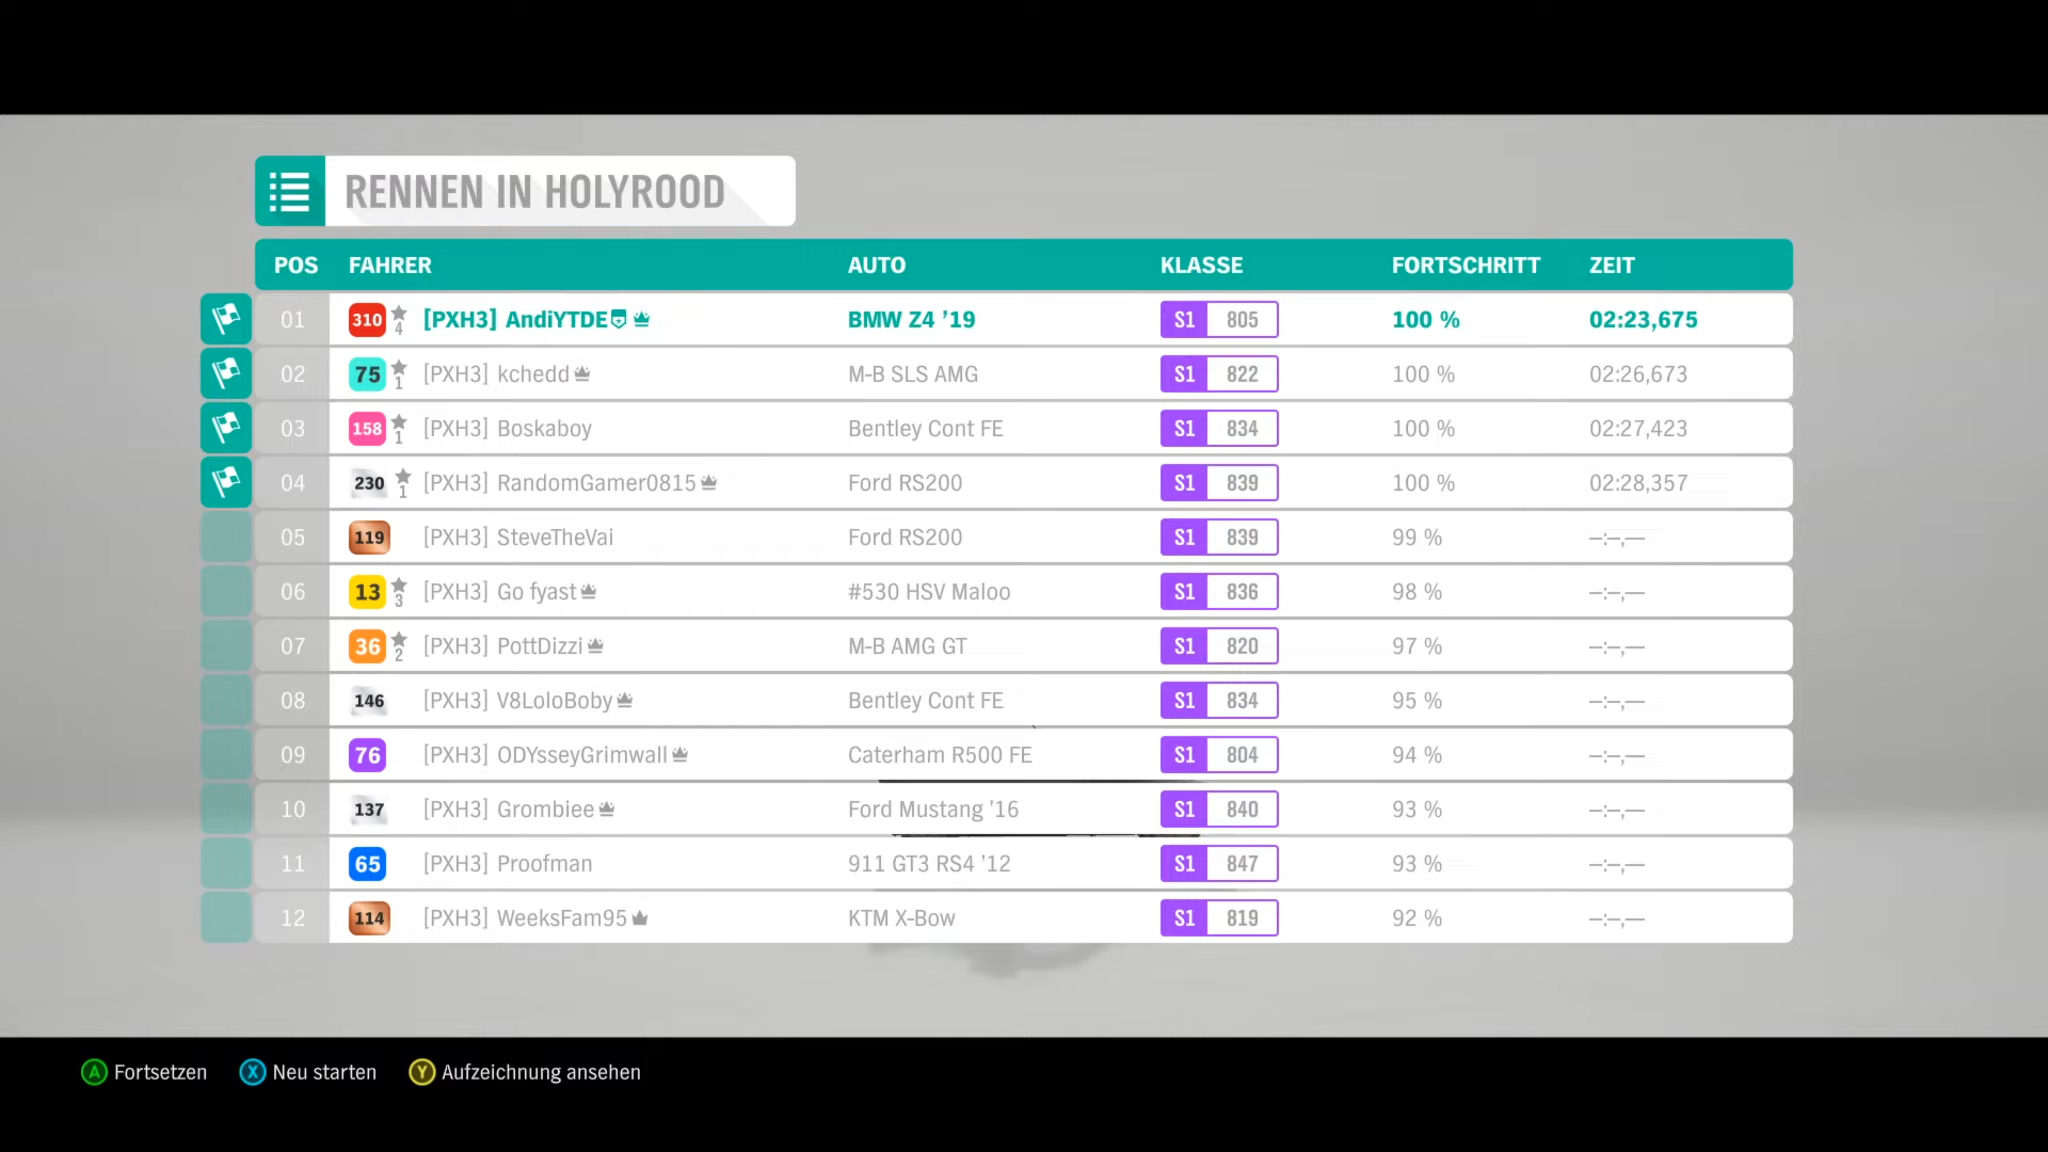 RENNEN IN HOLYROOD
POS FAHRER AUTO KLASSE FORTSCHRITT ZEIT
01 310 4 [PXH3] AndiYTDE BMW Z4 ’19 S1 805 100 % 02:23,675
02 75 1 [PXH3] kchedd M-B SLS AMG S1 822 100 % 02:26,673
03 158 1 [PXH3] Boskaboy Bentley Cont FE S1 834 100 % 02:27,423
04 230 1 [PXH3] RandomGamer0815 Ford RS200 S1 839 100 % 02:28,357
05 119 [PXH3] SteveTheVai Ford RS200 S1 839 99 % –:–,—
06 13 3 [PXH3] Go fyast #530 HSV Maloo S1 836 98 % –:–,—
07 36 2 [PXH3] PottDizzi M-B AMG GT S1 820 97 % –:–,—
08 146 [PXH3] V8LoloBoby Bentley Cont FE S1 834 95 % –:–,—
09 76 [PXH3] ODYsseyGrimwall Caterham R500 FE S1 804 94 % –:–,—
10 137 [PXH3] Grombiee Ford Mustang ’16 S1 840 93 % –:–,—
11 65 [PXH3] Proofman 911 GT3 RS4 ’12 S1 847 93 % –:–,—
12 114 [PXH3] WeeksFam95 KTM X-Bow S1 819 92 % –:–,—
A Fortsetzen X Neu starten Y Aufzeichnung ansehen